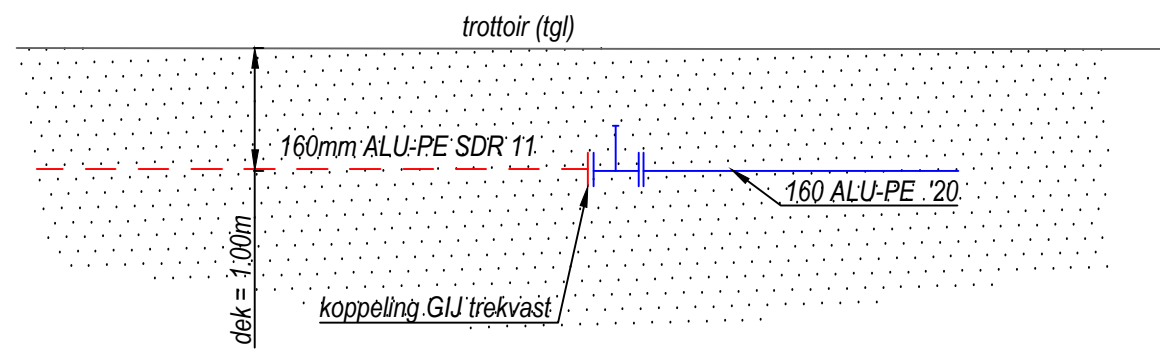 trottoir (tgl)
160mm ALU-PE SDR 11
160 ALU-PE '20
dek = 1.00m
koppeling GIJ trekvast